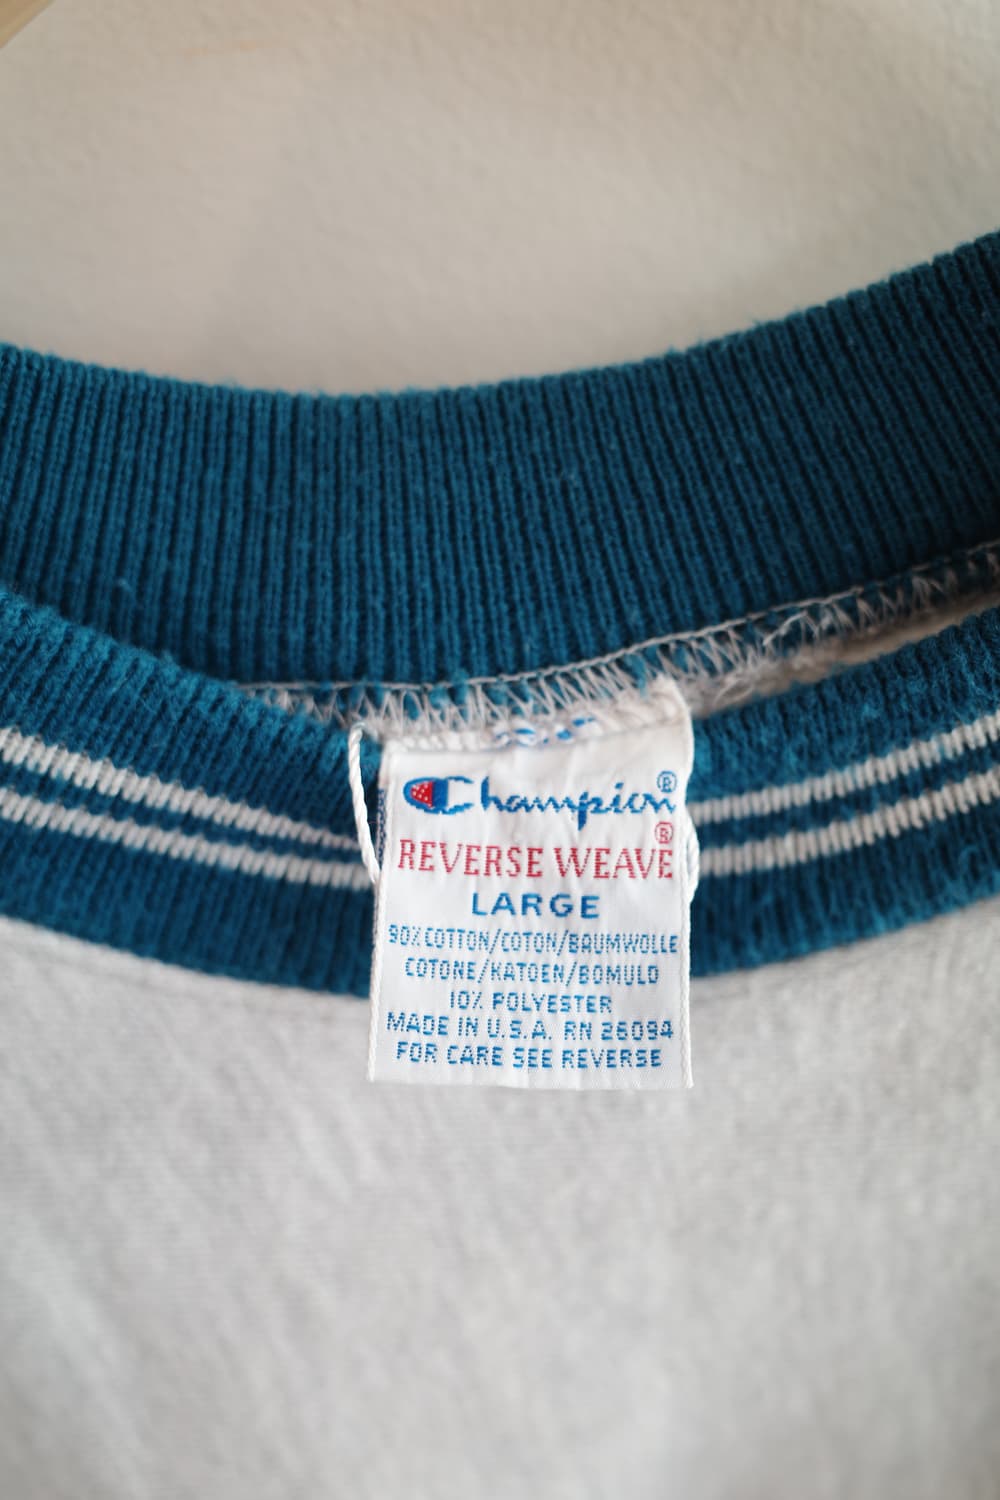 Champion®
REVERSE WEAVE®
LARGE
90% COTTON/COTON/BAUMWOLLE
COTONE/KATOEN/BOMULD
10% POLYESTER
MADE IN U.S.A. RN 26094
FOR CARE SEE REVERSE